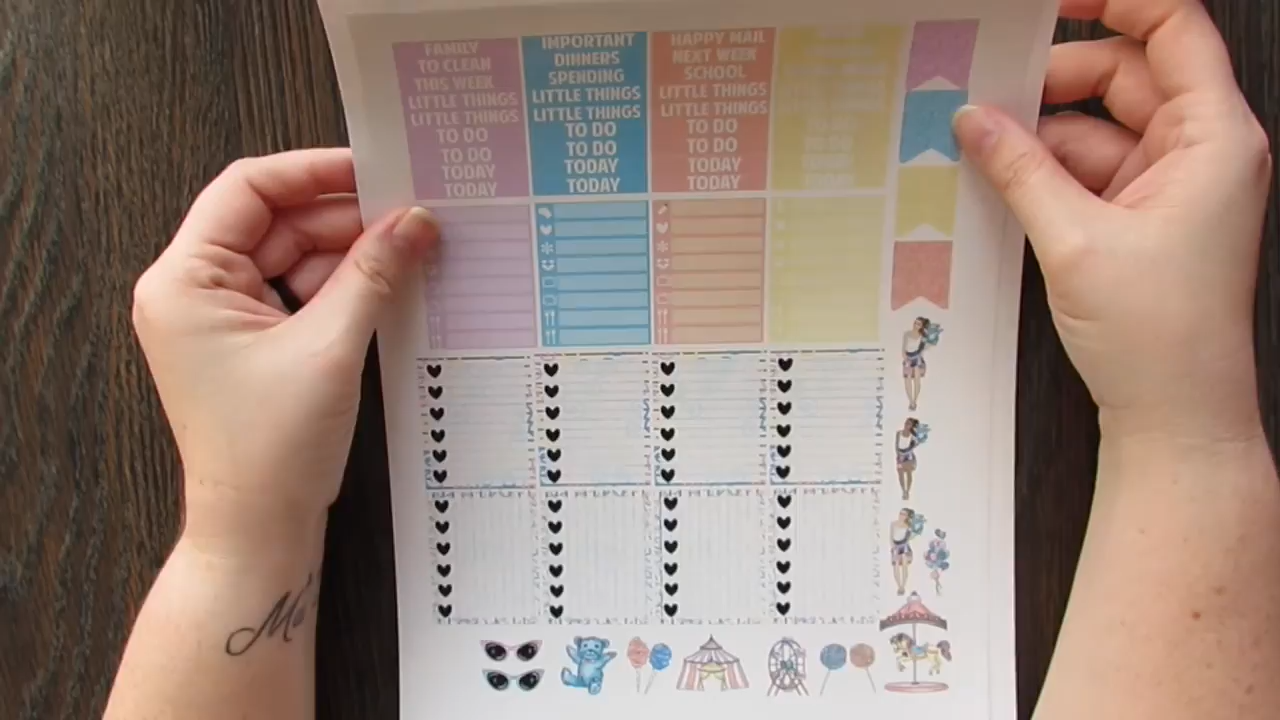 FAMILY
TO CLEAN
THIS WEEK
LITTLE THINGS
LITTLE THINGS
TO DO
TO DO
TODAY
TODAY
IMPORTANT
DINNERS
SPENDING
LITTLE THINGS
LITTLE THINGS
TO DO
TO DO
TODAY
TODAY
HAPPY MAIL
NEXT WEEK
SCHOOL
LITTLE THINGS
LITTLE THINGS
TO DO
TO DO
TODAY
TODAY